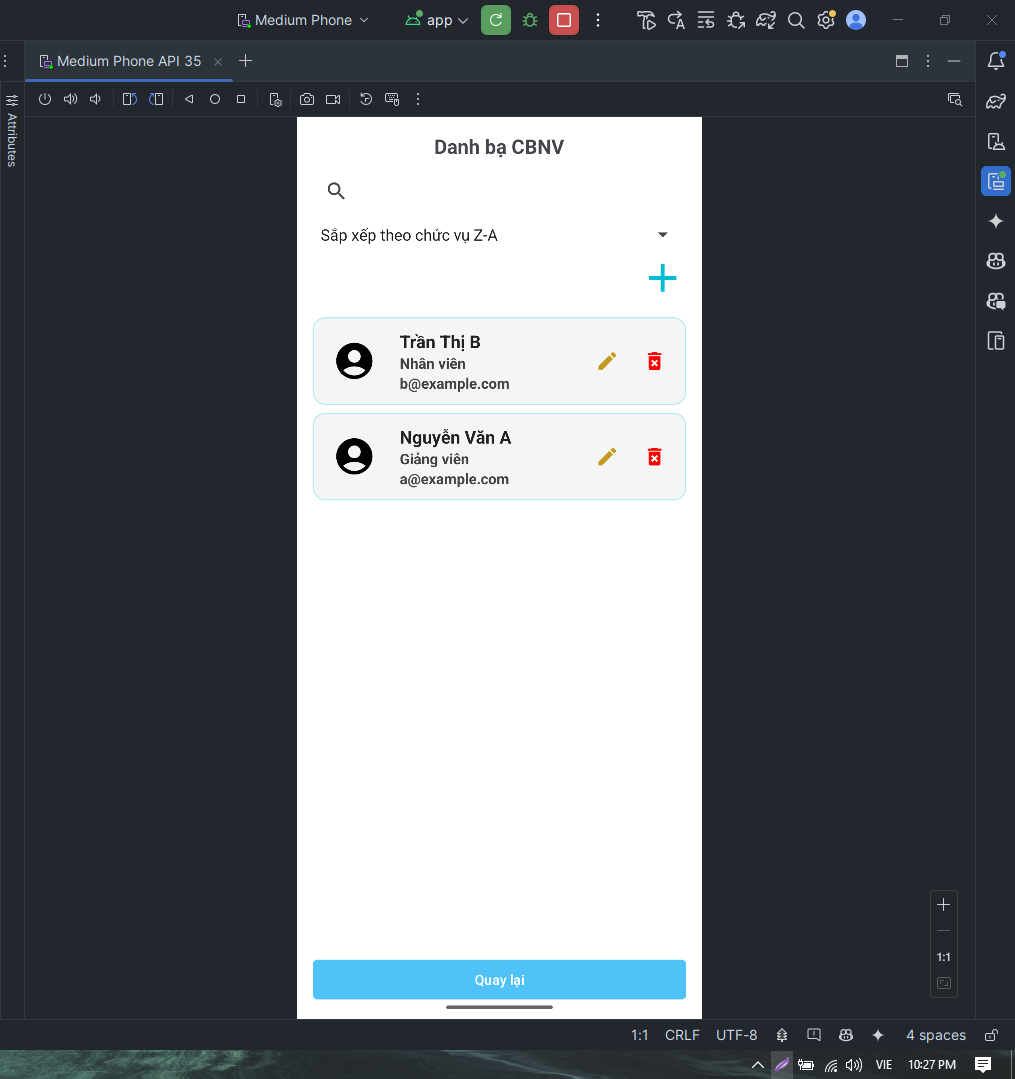 Medium Phone
app
Medium Phone API 35
Attributes
Danh bạ CBNV
Sắp xếp theo chức vụ Z-A
Trần Thị B
Nhân viên
b@example.com
Nguyễn Văn A
Giảng viên
a@example.com
1:1
Quay lại
1:1 CRLF UTF-8 4 spaces
VIE 10:27 PM